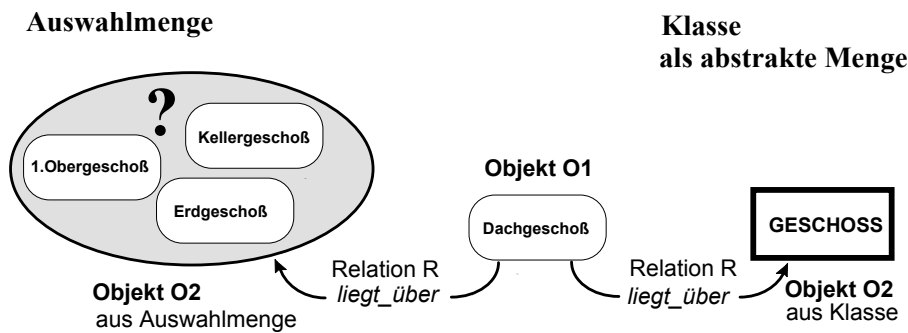 Auswahlmenge
Klasse
als abstrakte Menge
?
Kellergeschoß
1.Obergeschoß
Erdgeschoß
Objekt O1
Dachgeschoß
GESCHOSS
Relation R
liegt_über
Relation R
liegt_über
Objekt O2
aus Auswahlmenge
Objekt O2
aus Klasse